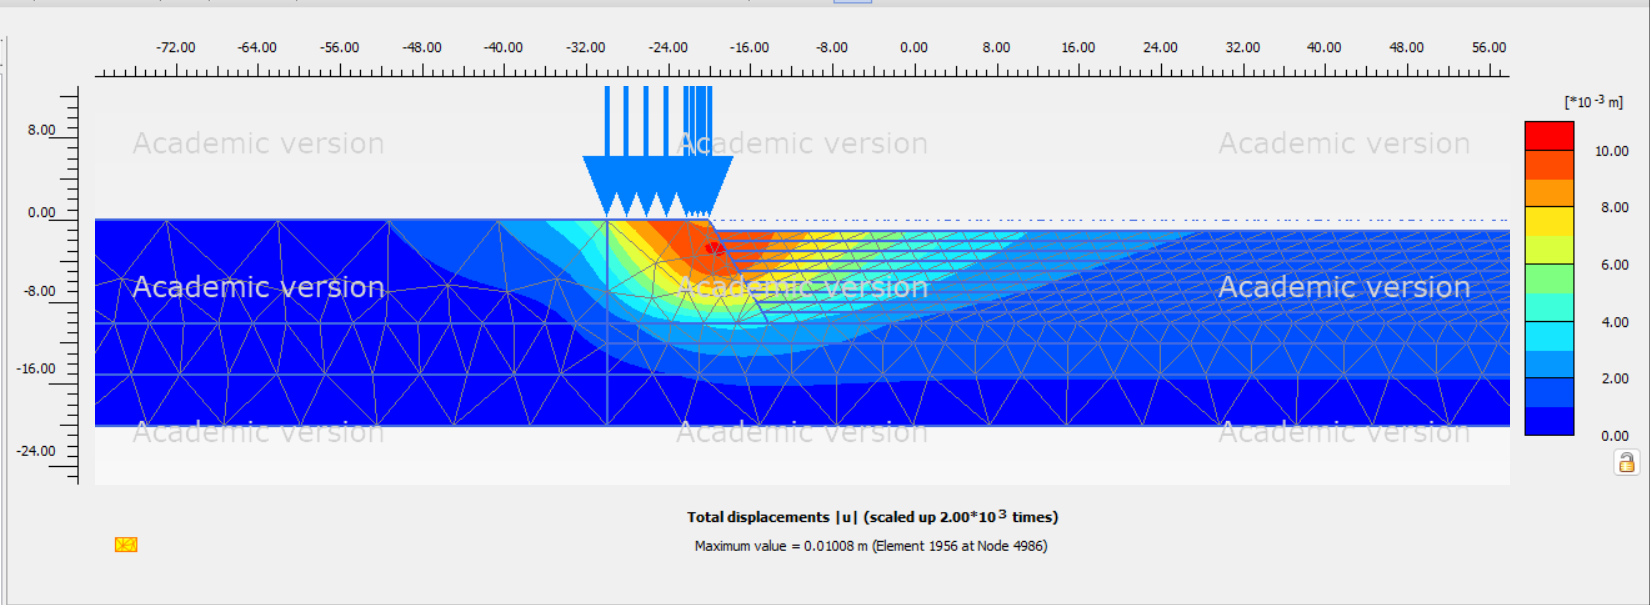 -72.00 -64.00 -56.00 -48.00 -40.00 -32.00 -24.00 -16.00 -8.00 0.00 8.00 16.00 24.00 32.00 40.00 48.00 56.00
[*10⁻³ m]
8.00
Academic version Academic version Academic version
10.00
8.00
0.00
6.00
-8.00
Academic version Academic version Academic version
4.00
-16.00
2.00
Academic version Academic version Academic version
0.00
-24.00
Total displacements |u| (scaled up 2.00*10³ times)
Maximum value = 0.01008 m (Element 1956 at Node 4986)